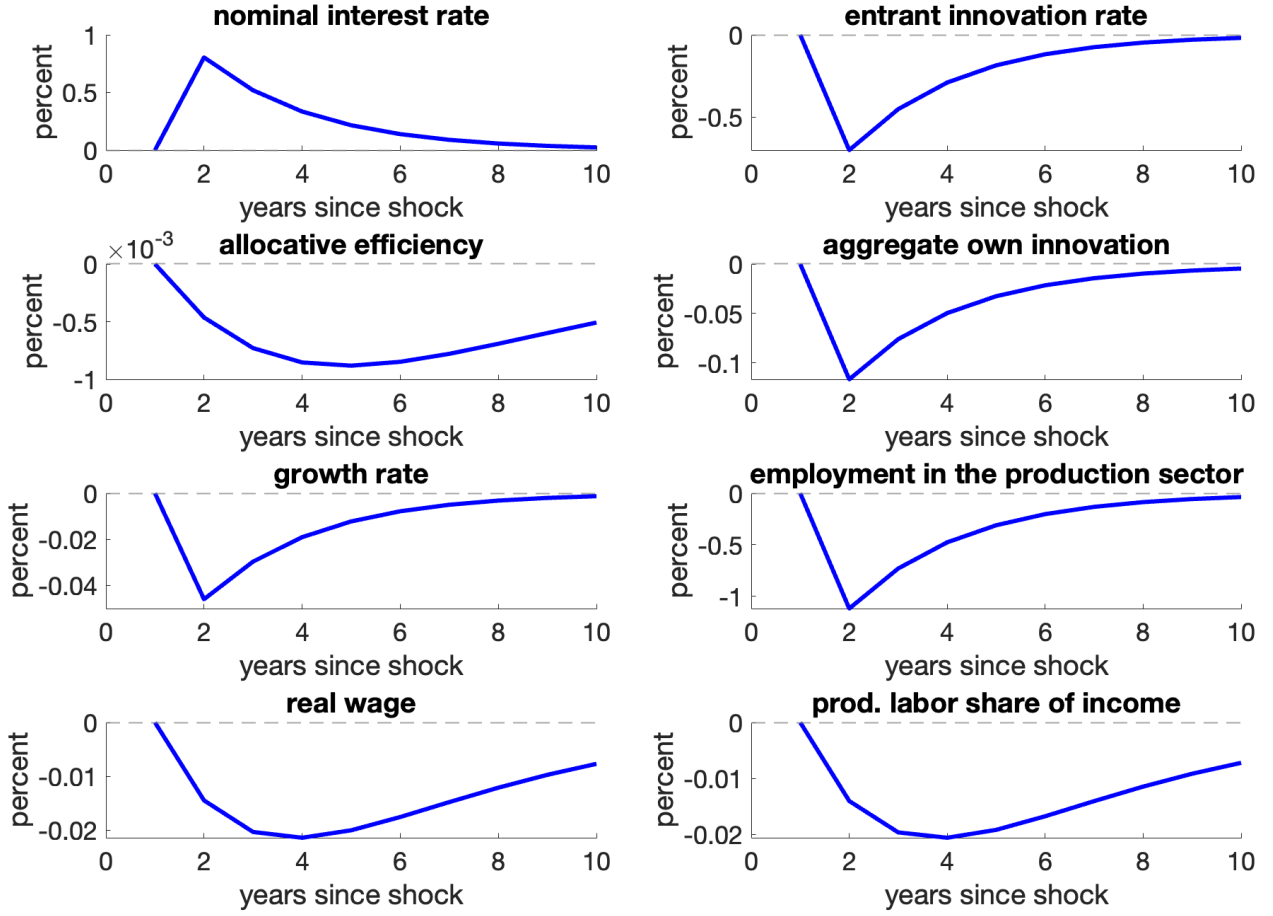 nominal interest rate
percent
1
0.5
0
0 2 4 6 8 10
years since shock
entrant innovation rate
percent
0
-0.5
0 2 4 6 8 10
years since shock
allocative efficiency
×10-3
percent
0
-0.5
-1
0 2 4 6 8 10
years since shock
aggregate own innovation
percent
0
-0.05
-0.1
0 2 4 6 8 10
years since shock
growth rate
percent
0
-0.02
-0.04
0 2 4 6 8 10
years since shock
employment in the production sector
percent
0
-0.5
-1
0 2 4 6 8 10
years since shock
real wage
percent
0
-0.01
-0.02
0 2 4 6 8 10
years since shock
prod. labor share of income
percent
0
-0.01
-0.02
0 2 4 6 8 10
years since shock